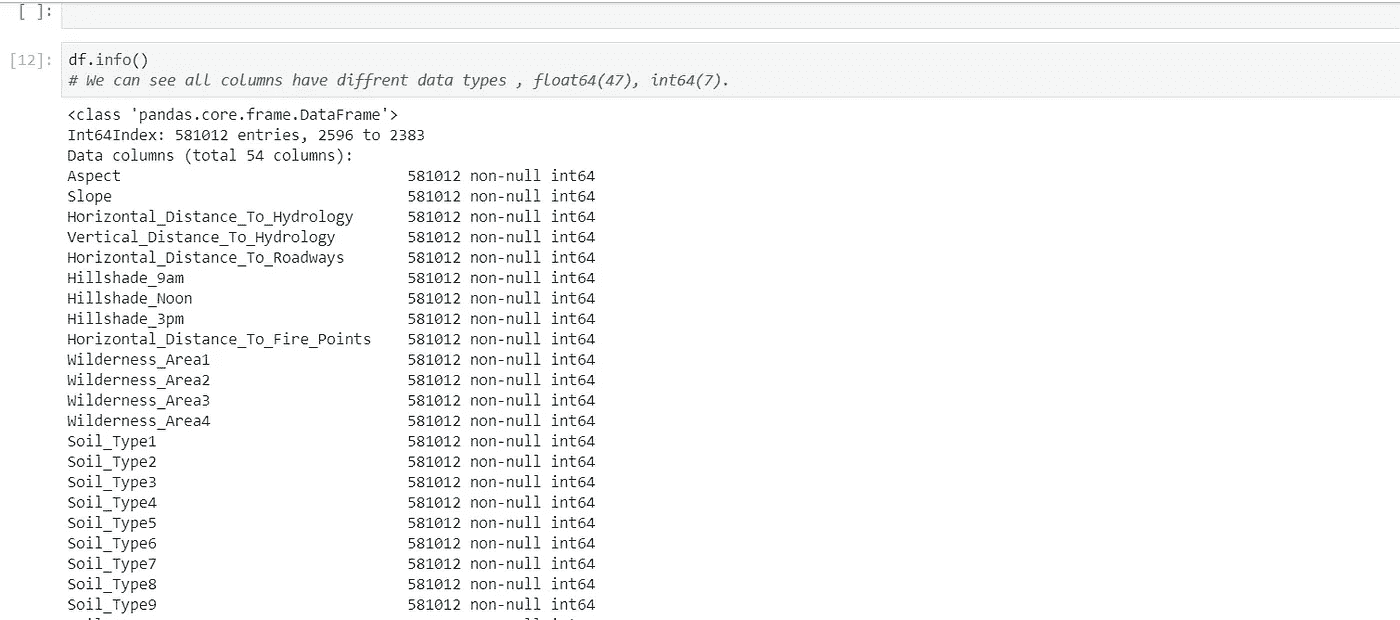 [ ]:
[12]: df.info()
# We can see all columns have diffrent data types , float64(47), int64(7).
<class 'pandas.core.frame.DataFrame'>
Int64Index: 581012 entries, 2596 to 2383
Data columns (total 54 columns):
Aspect 581012 non-null int64
Slope 581012 non-null int64
Horizontal_Distance_To_Hydrology 581012 non-null int64
Vertical_Distance_To_Hydrology 581012 non-null int64
Horizontal_Distance_To_Roadways 581012 non-null int64
Hillshade_9am 581012 non-null int64
Hillshade_Noon 581012 non-null int64
Hillshade_3pm 581012 non-null int64
Horizontal_Distance_To_Fire_Points 581012 non-null int64
Wilderness_Area1 581012 non-null int64
Wilderness_Area2 581012 non-null int64
Wilderness_Area3 581012 non-null int64
Wilderness_Area4 581012 non-null int64
Soil_Type1 581012 non-null int64
Soil_Type2 581012 non-null int64
Soil_Type3 581012 non-null int64
Soil_Type4 581012 non-null int64
Soil_Type5 581012 non-null int64
Soil_Type6 581012 non-null int64
Soil_Type7 581012 non-null int64
Soil_Type8 581012 non-null int64
Soil_Type9 581012 non-null int64